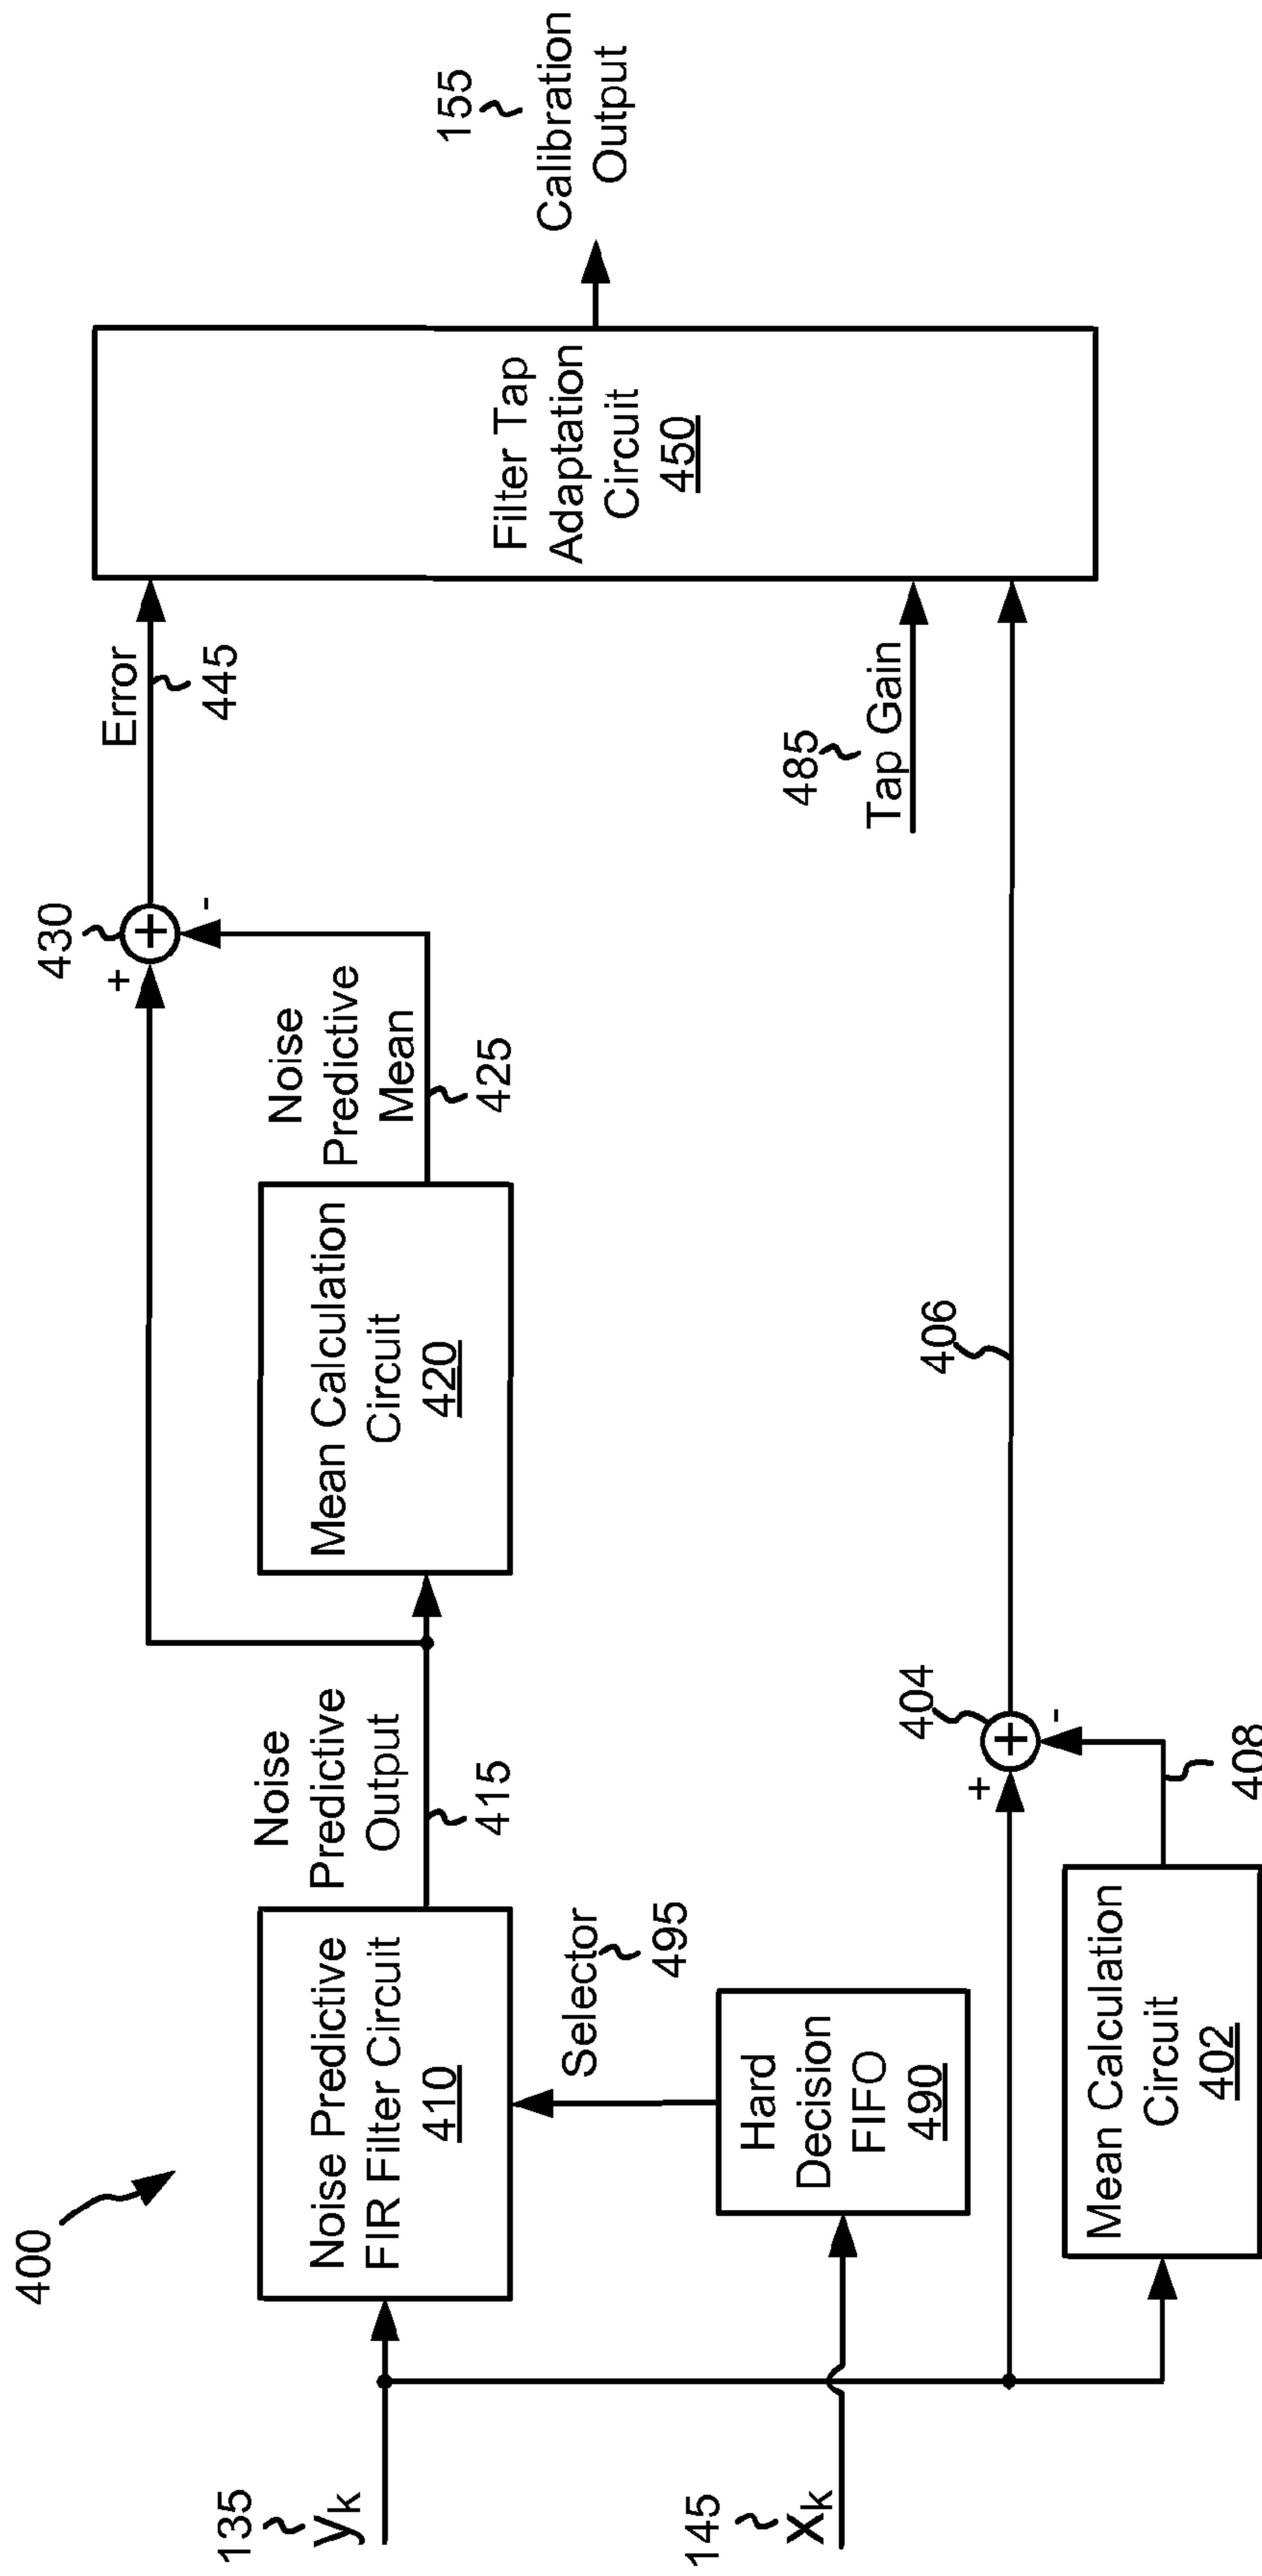 400
135
yk
145
xk
Noise Predictive
FIR Filter Circuit
410
Noise
Predictive
Output
415
Selector
495
Hard
Decision
FIFO
490
Mean Calculation
Circuit
402
408
404
+
+
-
406
Mean Calculation
Circuit
420
Noise
Predictive
Mean
425
430
+
+
-
Error
445
485
Tap Gain
Filter Tap
Adaptation
Circuit
450
155
Calibration
Output